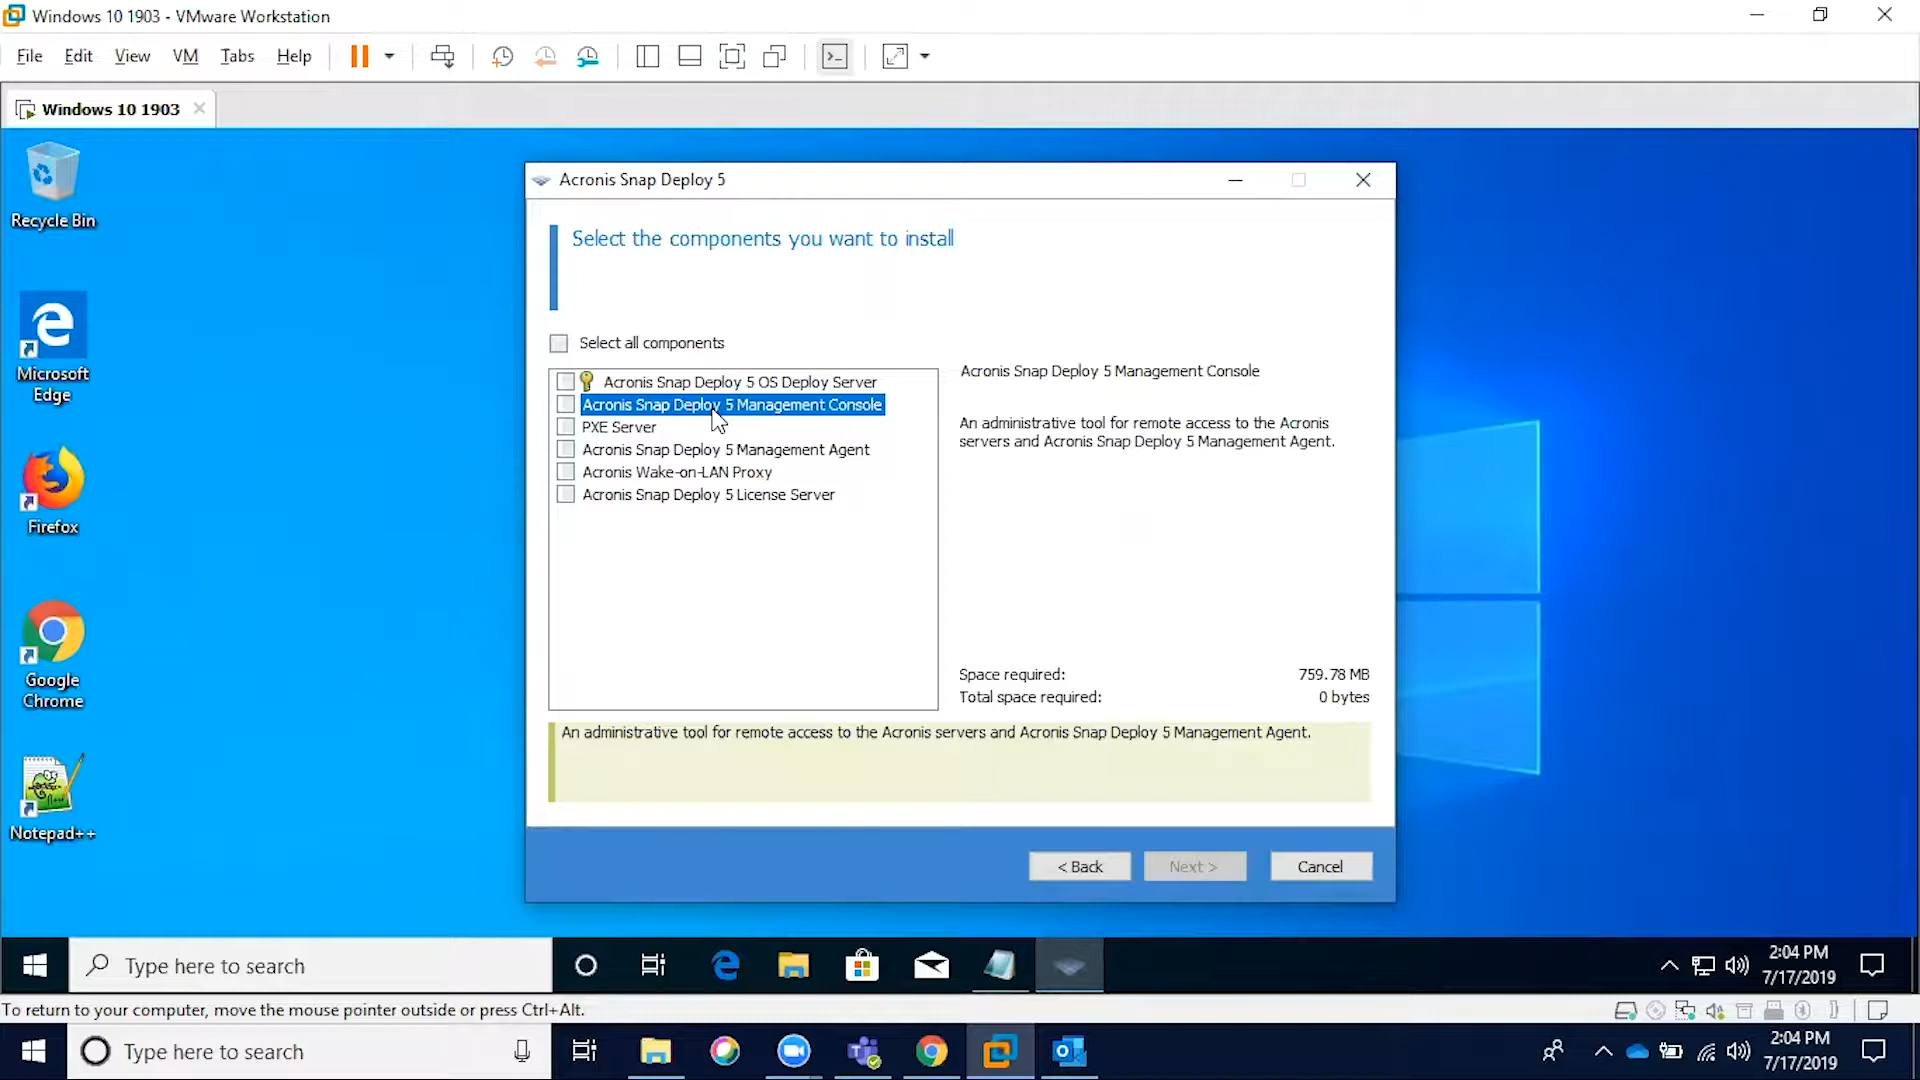 Windows 10 1903 - VMware Workstation
File Edit View VM Tabs Help
Windows 10 1903
Recycle Bin
Microsoft
Edge
Firefox
Google
Chrome
Notepad++
Acronis Snap Deploy 5
Select the components you want to install
Select all components
Acronis Snap Deploy 5 OS Deploy Server
Acronis Snap Deploy 5 Management Console
PXE Server
Acronis Snap Deploy 5 Management Agent
Acronis Wake-on-LAN Proxy
Acronis Snap Deploy 5 License Server
Acronis Snap Deploy 5 Management Console
An administrative tool for remote access to the Acronis
servers and Acronis Snap Deploy 5 Management Agent.
Space required: 759.78 MB
Total space required: 0 bytes
An administrative tool for remote access to the Acronis servers and Acronis Snap Deploy 5 Management Agent.
< Back Next > Cancel
Type here to search
2:04 PM
7/17/2019
To return to your computer, move the mouse pointer outside or press Ctrl+Alt.
Type here to search
2:04 PM
7/17/2019